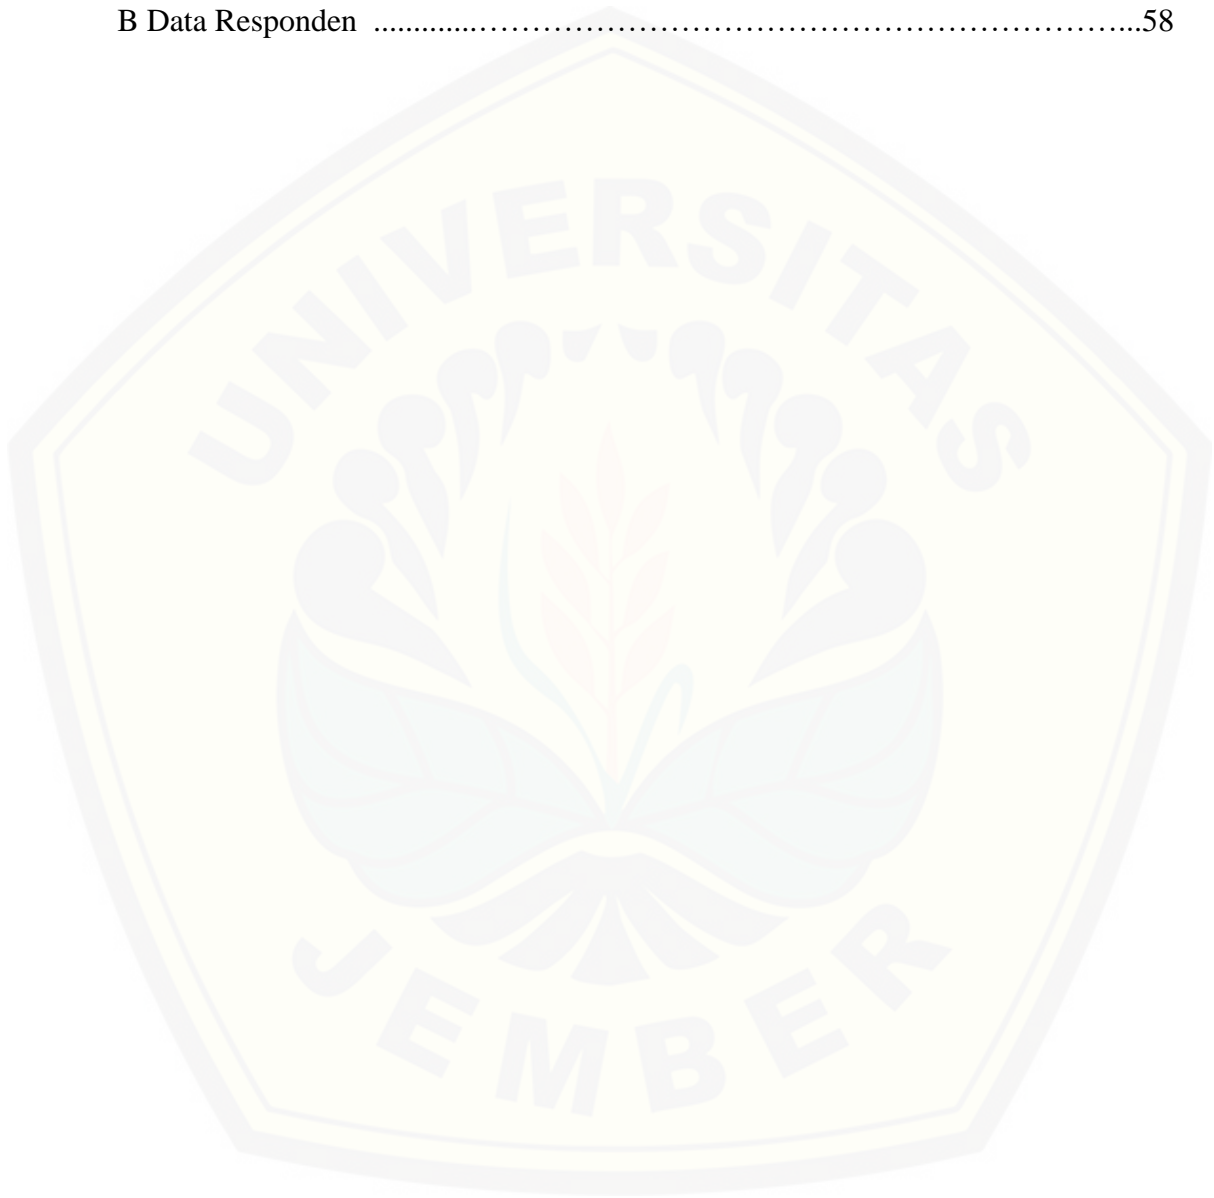 B Data Responden .............………………………………………………………………...58
UNIVERSITAS
JEMBER